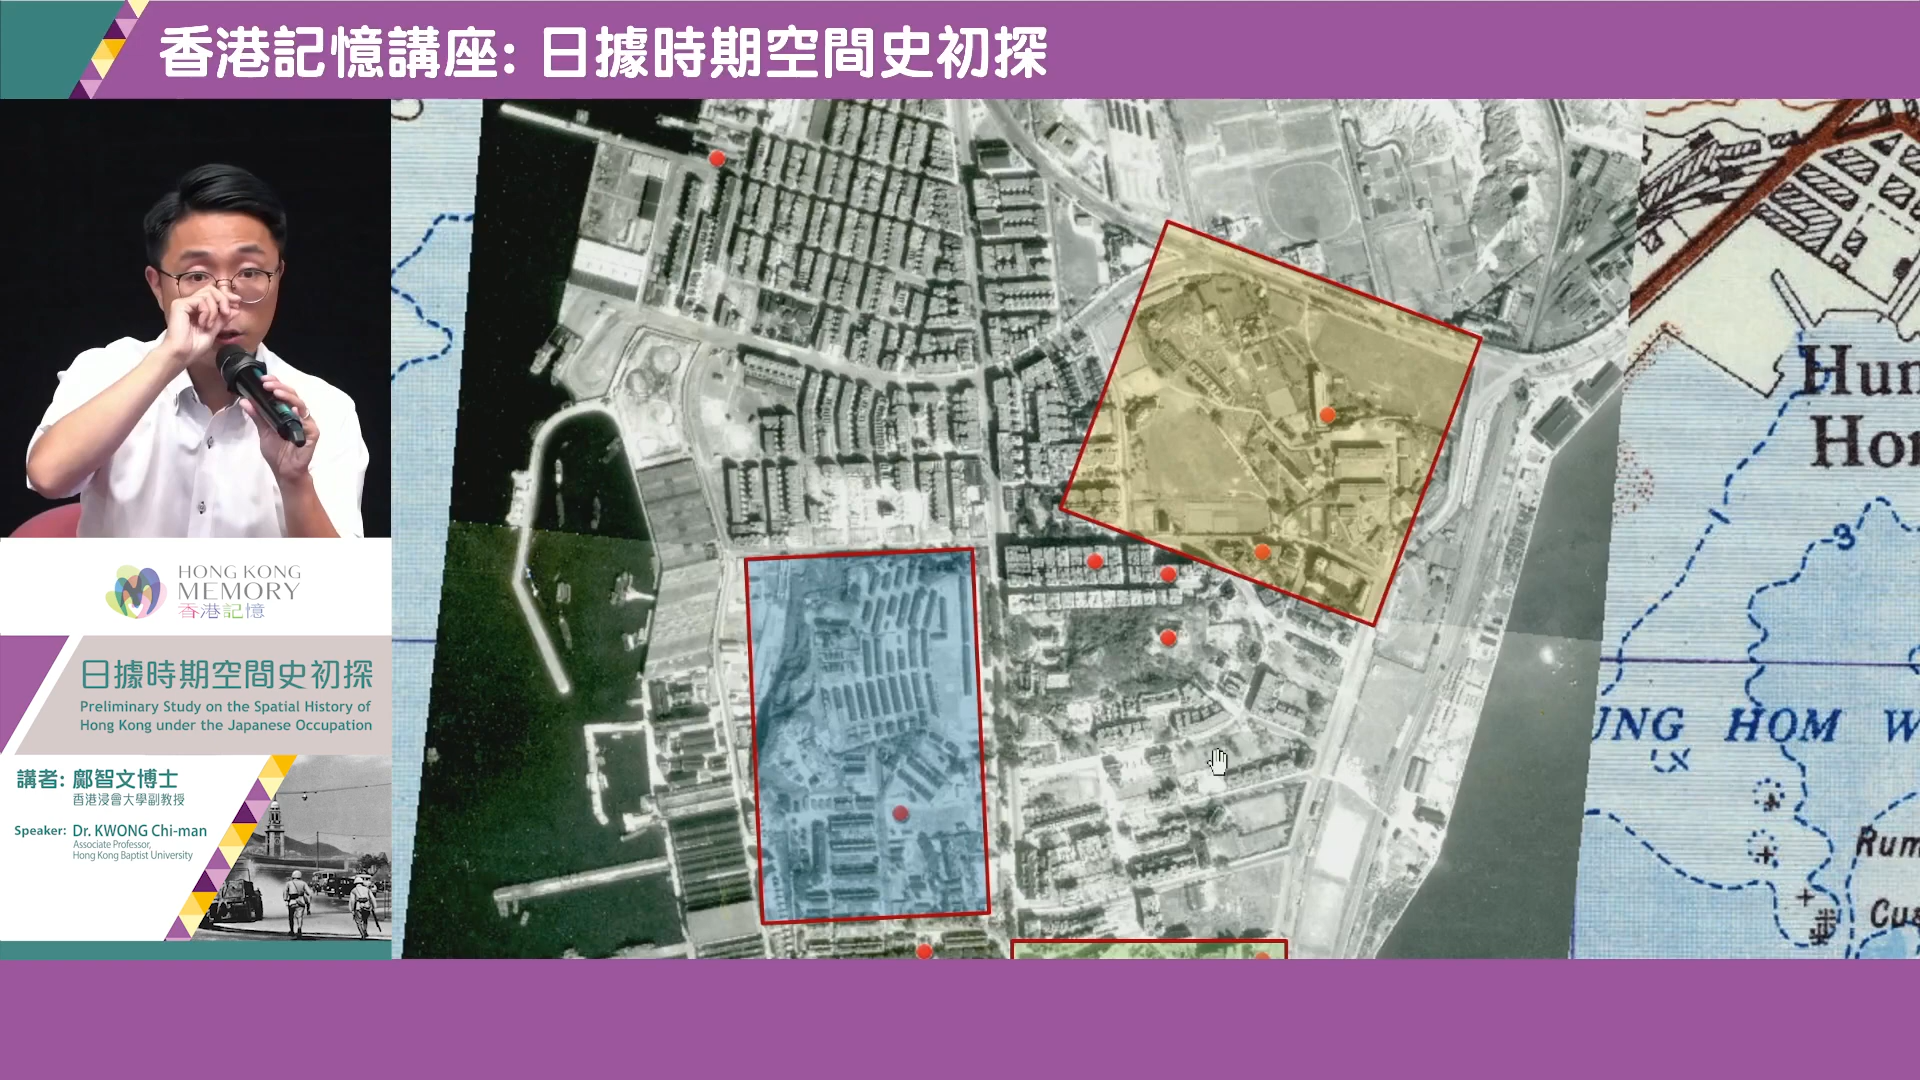 香港記憶講座: 日據時期空間史初探
HONG KONG
MEMORY
香港記憶
日據時期空間史初探
Preliminary Study on the Spatial History of
Hong Kong under the Japanese Occupation
講者: 鄺智文博士
香港浸會大學副教授
Speaker: Dr. KWONG Chi-man
Associate Professor,
Hong Kong Baptist University
Hun
Hon
3
UNG HOM W
Rum
Cus